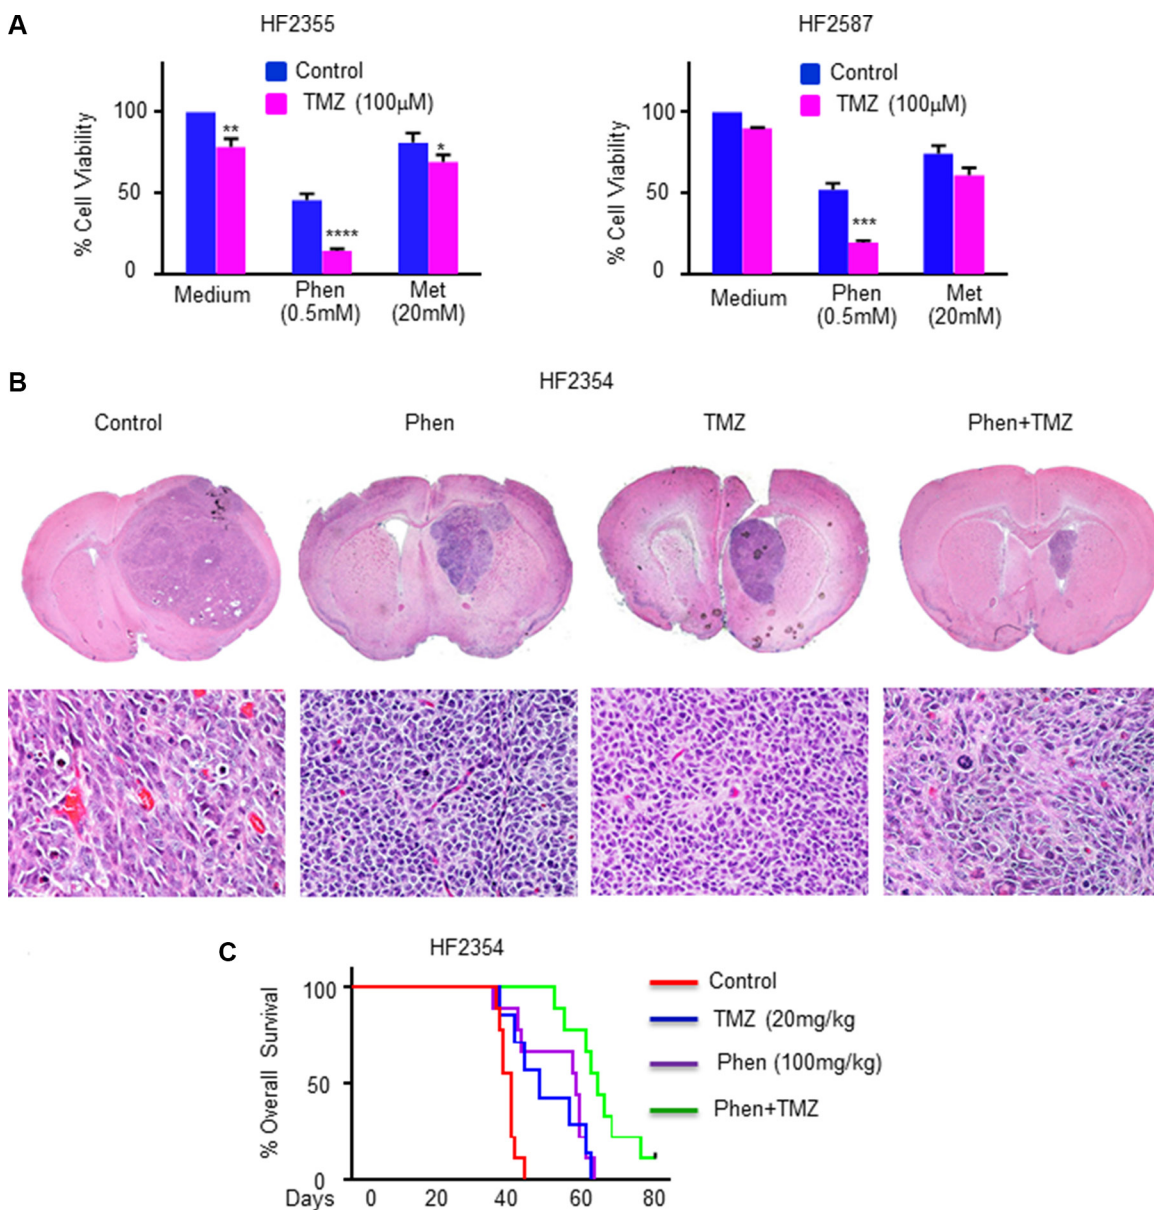 A
HF2355
HF2587
Control
TMZ (100µM)
% Cell Viability
100
50
0
**
****
*
Medium
Phen
(0.5mM)
Met
(20mM)
Control
TMZ (100µM)
% Cell Viability
100
50
0
***
Medium
Phen
(0.5mM)
Met
(20mM)
B
HF2354
Control
Phen
TMZ
Phen+TMZ
C
HF2354
% Overall Survival
100
50
0
Days 0 20 40 60 80
Control
TMZ (20mg/kg
Phen (100mg/kg)
Phen+TMZ